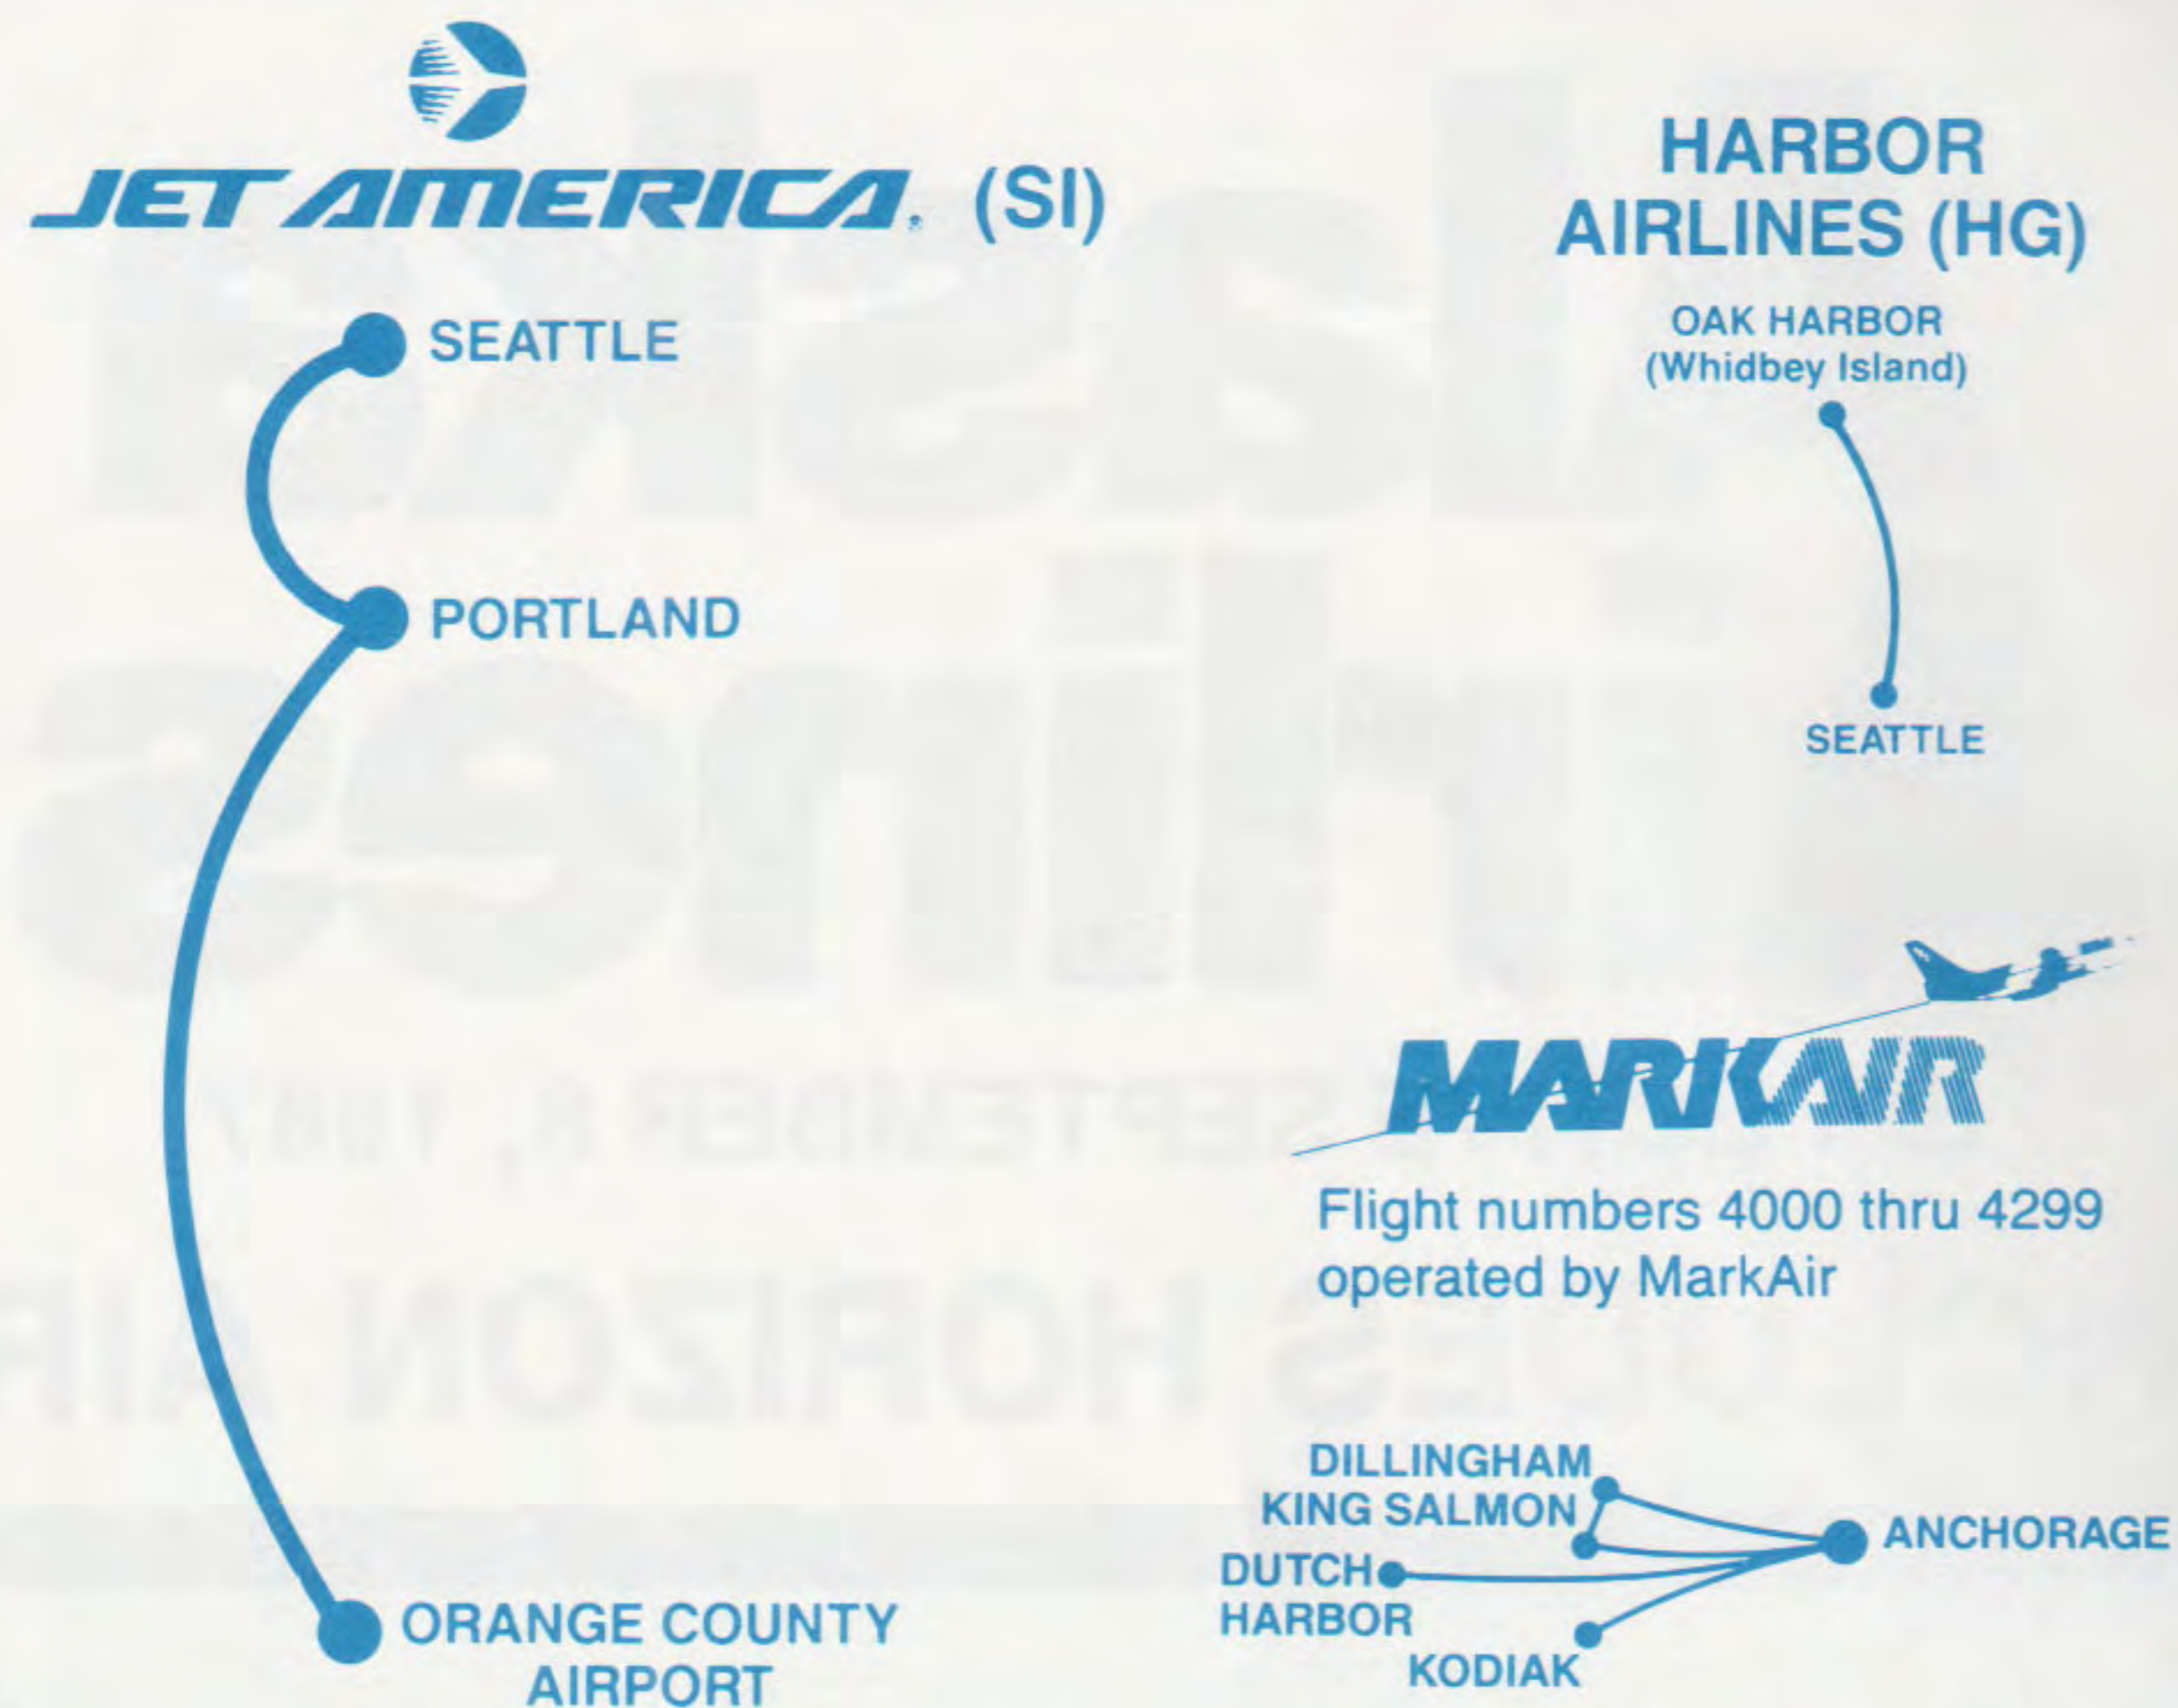 JET AMERICA. (SI)
SEATTLE
PORTLAND
ORANGE COUNTY
AIRPORT
HARBOR
AIRLINES (HG)
OAK HARBOR
(Whidbey Island)
SEATTLE
MARKAIR
Flight numbers 4000 thru 4299
operated by MarkAir
DILLINGHAM
KING SALMON
ANCHORAGE
DUTCH
HARBOR
KODIAK